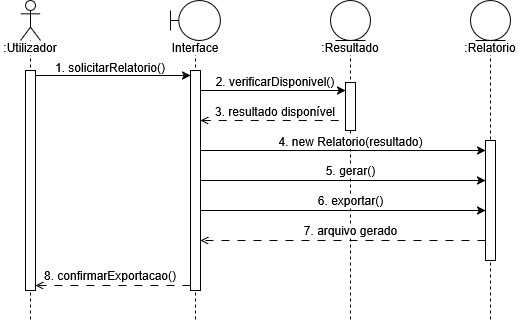 :Utilizador
Interface
:Resultado
:Relatorio
1. solicitarRelatorio()
2. verificarDisponivel()
3. resultado disponível
4. new Relatorio(resultado)
5. gerar()
6. exportar()
7. arquivo gerado
8. confirmarExportacao()